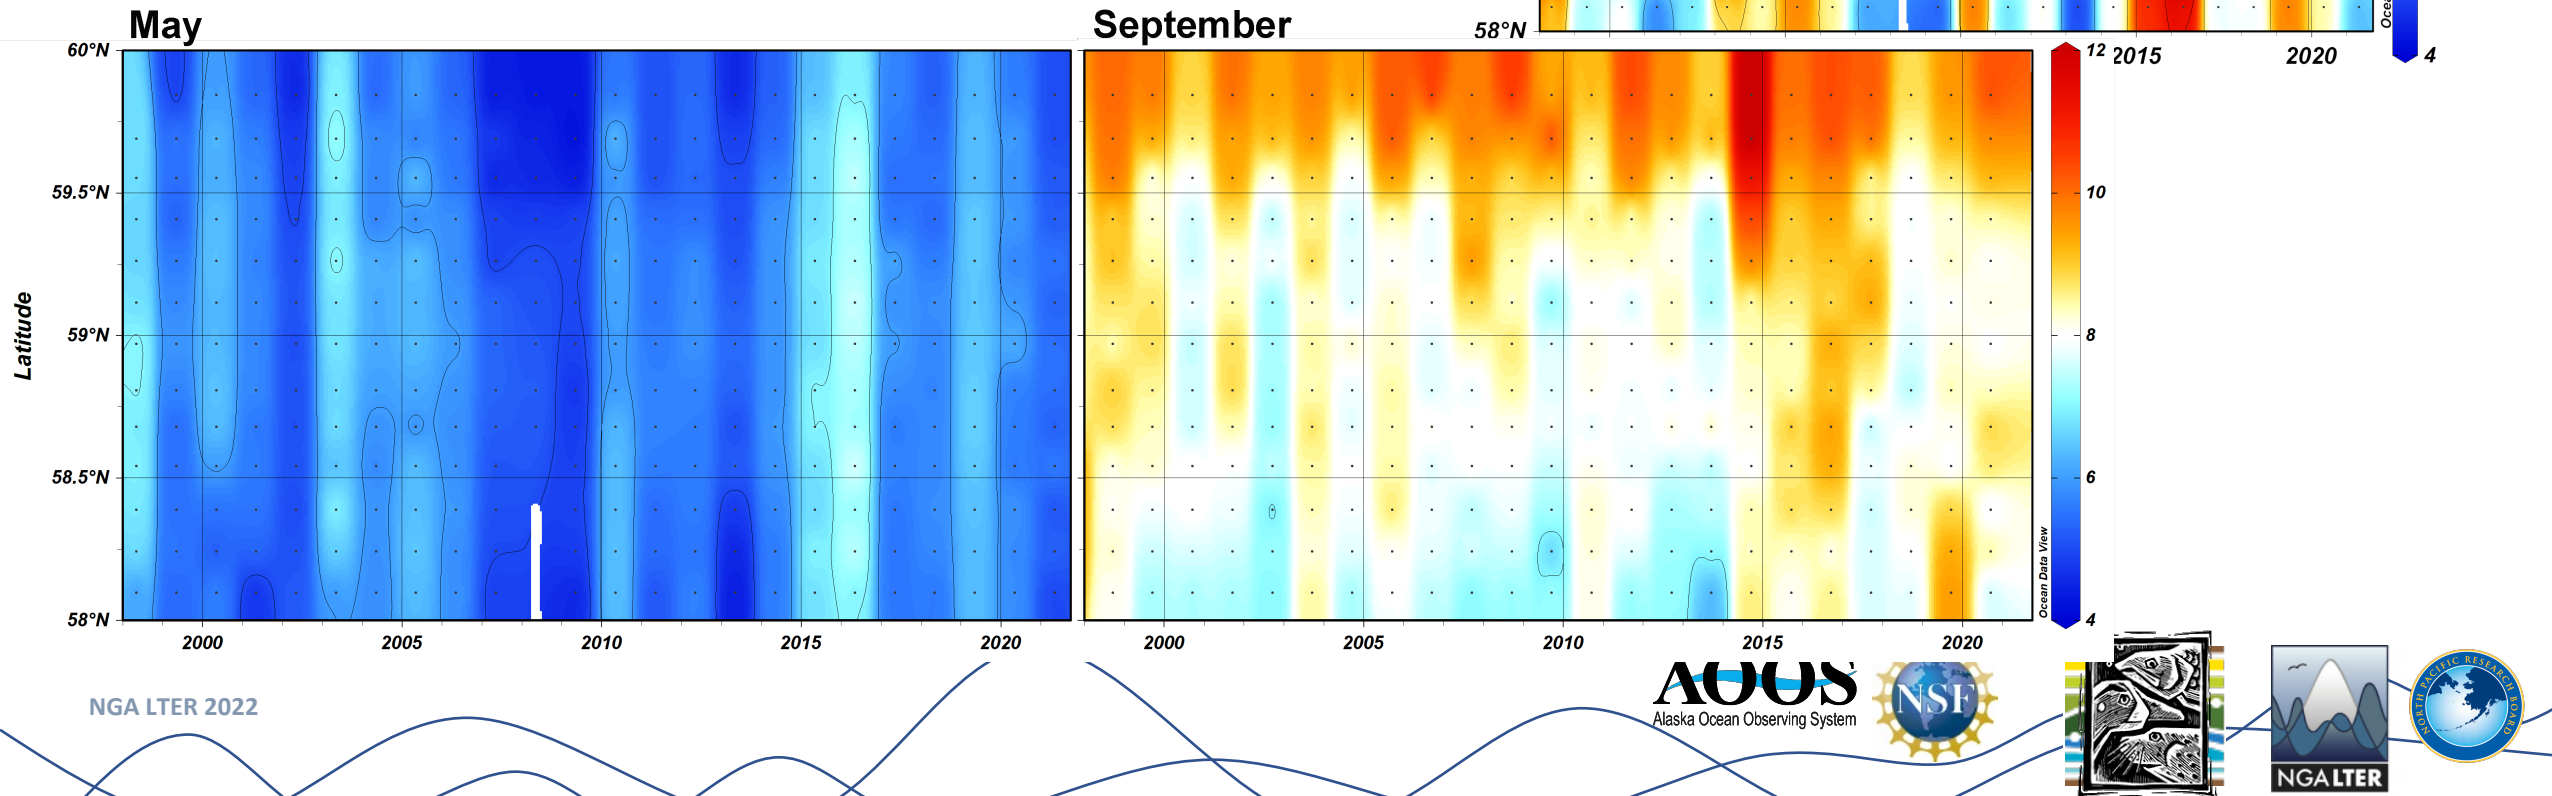 May
September
58°N
Ocea
4
2015
2020
60°N
59.5°N
59°N
58.5°N
58°N
Latitude
2000
2005
2010
2015
2020
2000
2005
2010
2015
2020
12
10
8
6
4
Ocean Data View
NGA LTER 2022
AOOS
Alaska Ocean Observing System
NSF
NGALTER
NORTH PACIFIC RESEARCH BOARD